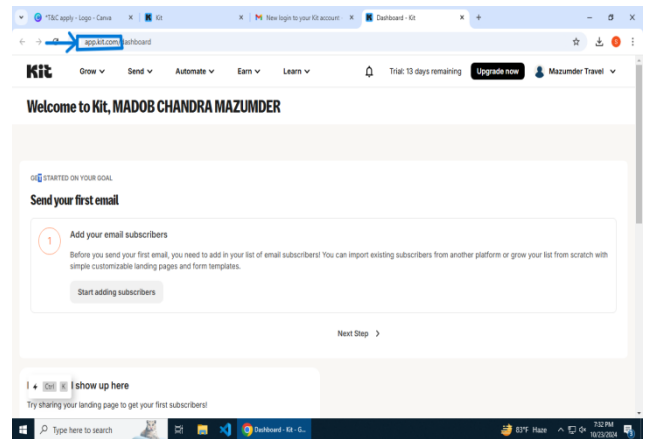 *T&C apply - Logo - Canva
Kit
New login to your Kit account
Dashboard - Kit
app.kit.com/dashboard
Kit
Grow
Send
Automate
Earn
Learn
Trial: 13 days remaining
Upgrade now
Mazumder Travel
Welcome to Kit, MADOB CHANDRA MAZUMDER
GET STARTED ON YOUR GOAL
Send your first email
1
Add your email subscribers
Before you send your first email, you need to add in your list of email subscribers! You can import existing subscribers from another platform or grow your list from scratch with
simple customizable landing pages and form templates.
Start adding subscribers
Next Step
Ctrl K
show up here
Try sharing your landing page to get your first subscribers!
Type here to search
Dashboard - Kit - G...
83°F Haze
7:32 PM
10/23/2024